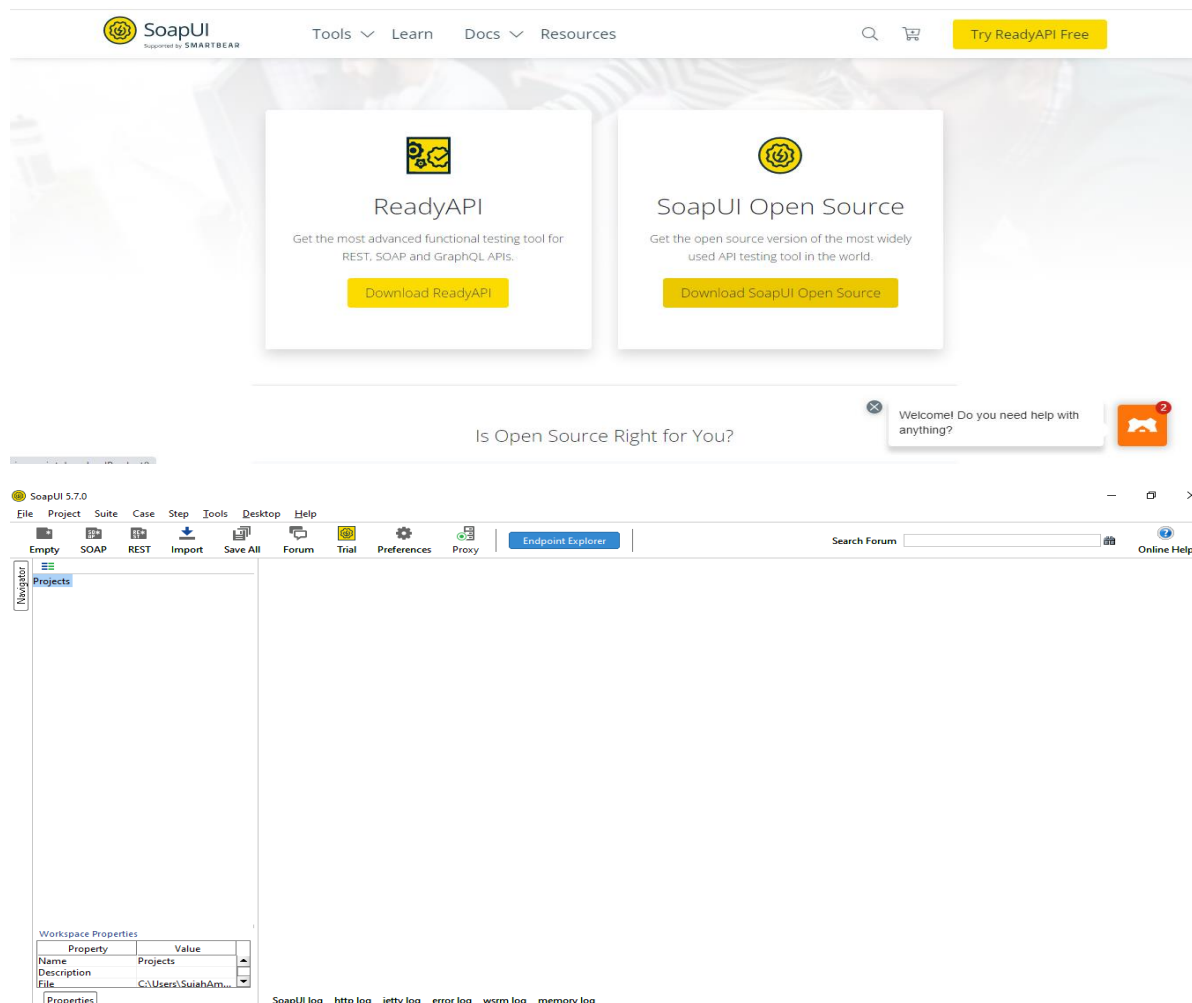 SoapUI
Supported by SMARTBEAR
Tools Learn Docs Resources
Try ReadyAPI Free
ReadyAPI
Get the most advanced functional testing tool for
REST, SOAP and GraphQL APIs.
Download ReadyAPI
SoapUI Open Source
Get the open source version of the most widely
used API testing tool in the world.
Download SoapUI Open Source
Is Open Source Right for You?
Welcome! Do you need help with
anything?
2
SoapUI 5.7.0
File Project Suite Case Step Tools Desktop Help
Empty SOAP REST Import Save All Forum Trial Preferences Proxy Endpoint Explorer Search Forum Online Help
Navigator
Projects
Workspace Properties
Property Value
Name Projects
Description
File C:\Users\SuiahAm...
Properties
SoapUI log http log jetty log error log wsrm log memory log